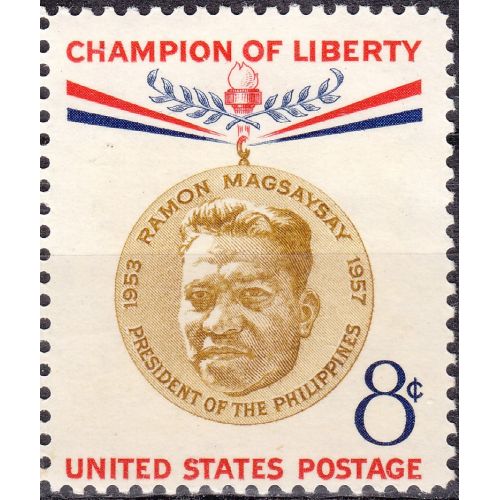 CHAMPION OF LIBERTY
RAMON MAGSAYSAY
1953
1957
PRESIDENT OF THE PHILIPPINES
8¢
UNITED STATES POSTAGE